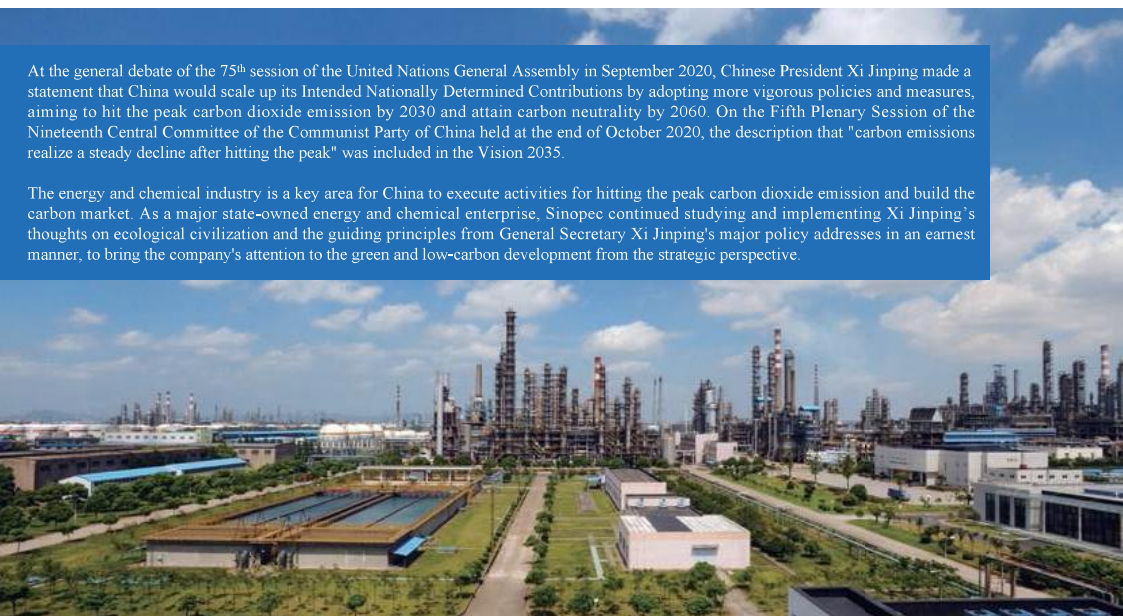 At the general debate of the 75th session of the United Nations General Assembly in September 2020, Chinese President Xi Jinping made a
statement that China would scale up its Intended Nationally Determined Contributions by adopting more vigorous policies and measures,
aiming to hit the peak carbon dioxide emission by 2030 and attain carbon neutrality by 2060. On the Fifth Plenary Session of the
Nineteenth Central Committee of the Communist Party of China held at the end of October 2020, the description that "carbon emissions
realize a steady decline after hitting the peak" was included in the Vision 2035.
The energy and chemical industry is a key area for China to execute activities for hitting the peak carbon dioxide emission and build the
carbon market. As a major state-owned energy and chemical enterprise, Sinopec continued studying and implementing Xi Jinping’s
thoughts on ecological civilization and the guiding principles from General Secretary Xi Jinping's major policy addresses in an earnest
manner, to bring the company's attention to the green and low-carbon development from the strategic perspective.